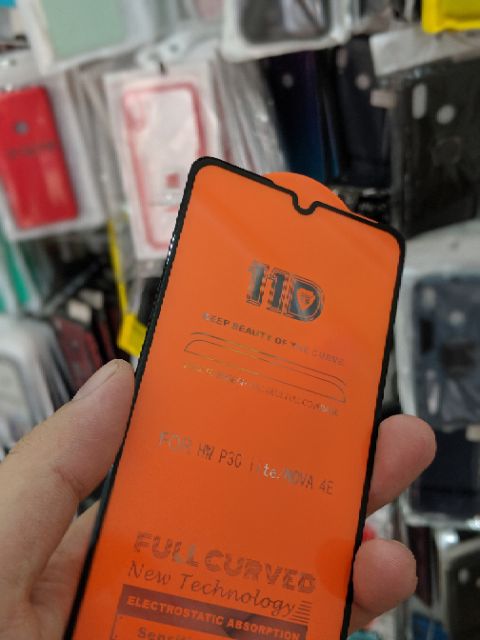 11D
KEEP BEAUTY OF THE CURVE
FOR HW P30 lite/NOVA 4E
FULL CURVED
New Technology
ELECTROSTATIC ABSORPTION